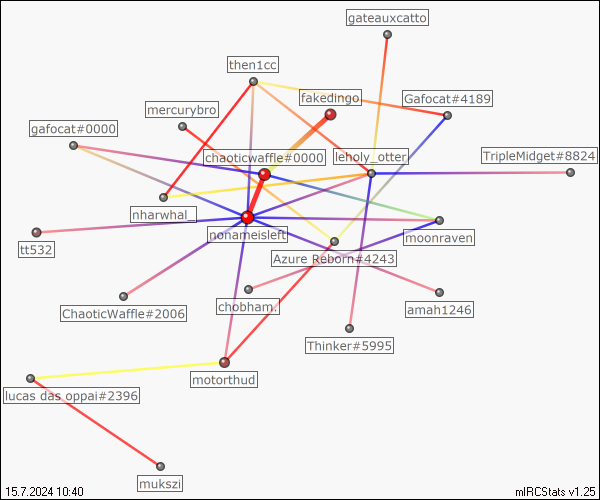 gateauxcatto
then1cc
fakedingo
Gafocat#4189
mercurybro
gafocat#0000
chaoticwaffle#0000
leholy_otter
TripleMidget#8824
nharwhal_
nonameisleft
moonraven
tt532
Azure Reborn#4243
ChaoticWaffle#2006
chobham.
amah1246
Thinker#5995
motorthud
lucas das oppai#2396
mukszi
15.7.2024 10:40
mIRCStats v1.25